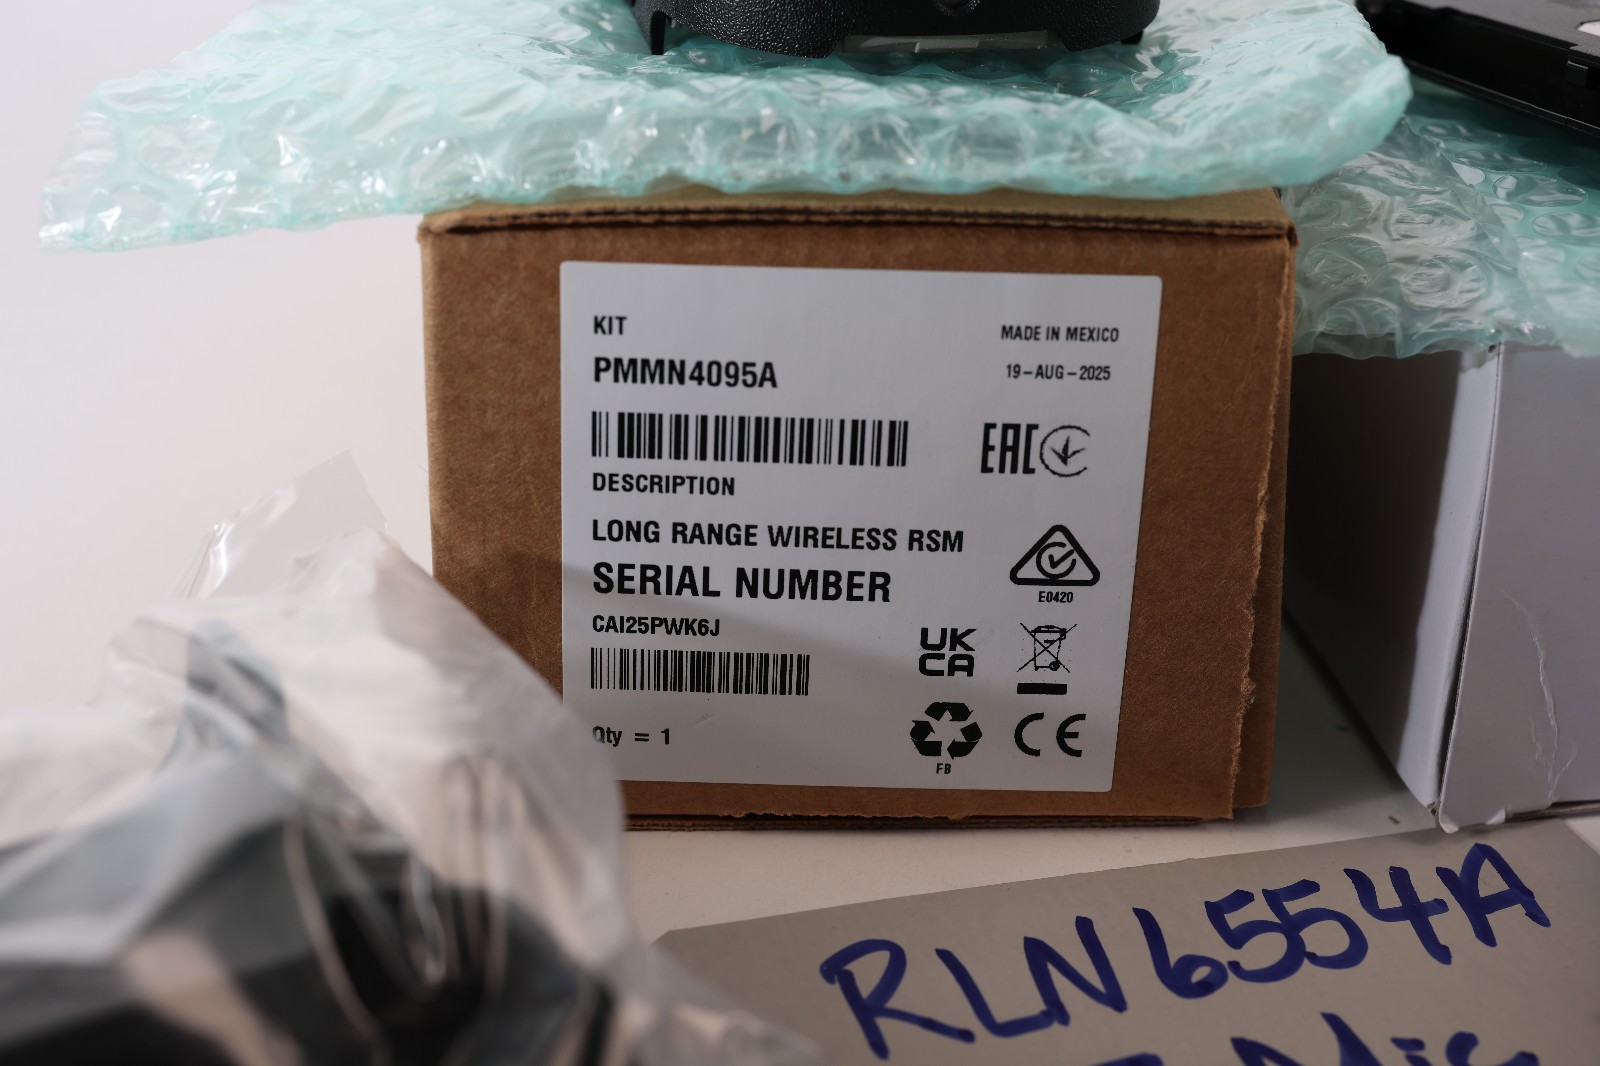 KIT
PMMN4095A
MADE IN MEXICO
19-AUG-2025
EAC
DESCRIPTION
LONG RANGE WIRELESS RSM
SERIAL NUMBER
CAI25PWK6J
E0420
UK
CA
Qty = 1
FB
CE
RLN6554A
Mic